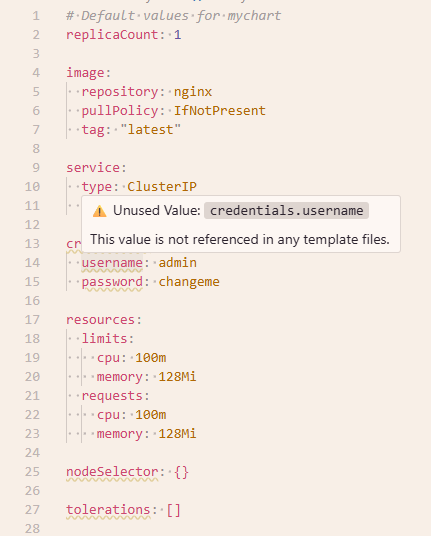 1 # Default values for mychart
2 replicaCount: 1
3
4 image:
5   repository: nginx
6   pullPolicy: IfNotPresent
7   tag: "latest"
8
9 service:
10   type: ClusterIP
11
⚠ Unused Value: credentials.username
12
This value is not referenced in any template files.
13 cr
14   username: admin
15   password: changeme
16
17 resources:
18   limits:
19     cpu: 100m
20     memory: 128Mi
21   requests:
22     cpu: 100m
23     memory: 128Mi
24
25 nodeSelector: {}
26
27 tolerations: []
28